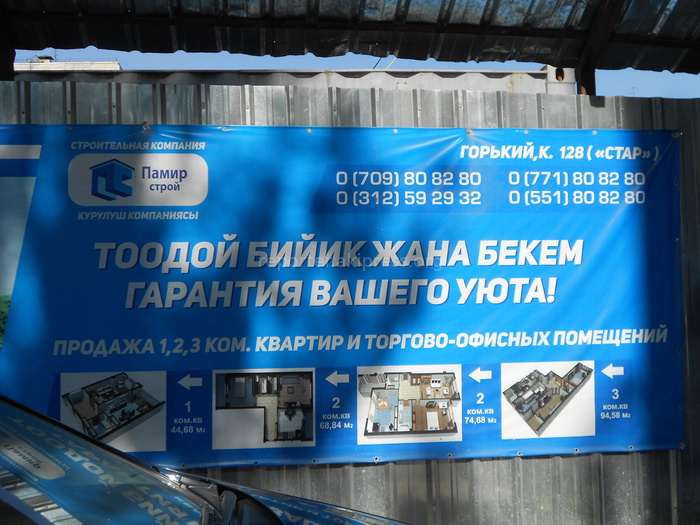 СТРОИТЕЛЬНАЯ КОМПАНИЯ
Памир
строй
КУРУЛУШ КОМПАНИЯСЫ
ГОРЬКИЙ, К. 128 ( «СТАР» )
0 (709) 80 82 80 0 (771) 80 82 80
0 (312) 59 29 32 0 (551) 80 82 80
ТООДОЙ БИЙИК ЖАНА БЕКЕМ
ГАРАНТИЯ ВАШЕГО УЮТА!
ПРОДАЖА 1,2,3 КОМ. КВАРТИР И ТОРГОВО-ОФИСНЫХ ПОМЕЩЕНИЙ
1
КОМ.КВ
44,68 М2
2
КОМ.КВ
68,84 М2
2
КОМ.КВ
74,68 М2
3
КОМ.КВ
94,58 М2